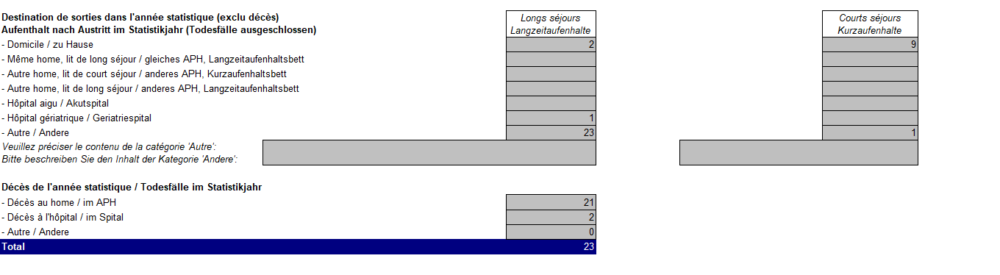 Destination de sorties dans l'année statistique (exclu décès) Longs séjours Courts séjours
Aufenthalt nach Austritt im Statistikjahr (Todesfälle ausgeschlossen) Langzeitaufenhalte Kurzaufenhalte
- Domicile / zu Hause 2 9
- Même home, lit de long séjour / gleiches APH, Langzeitaufenhaltsbett
- Autre home, lit de court séjour / anderes APH, Kurzaufenhaltsbett
- Autre home, lit de long séjour / anderes APH, Langzeitaufenhaltsbett
- Hôpital aigu / Akutspital
- Hôpital gériatrique / Geriatriespital 1
- Autre / Andere 23 1
Veuillez préciser le contenu de la catégorie 'Autre':
Bitte beschreiben Sie den Inhalt der Kategorie 'Andere':
Décès de l'année statistique / Todesfälle im Statistikjahr
- Décès au home / im APH 21
- Décès à l'hôpital / im Spital 2
- Autre / Andere 0
Total 23